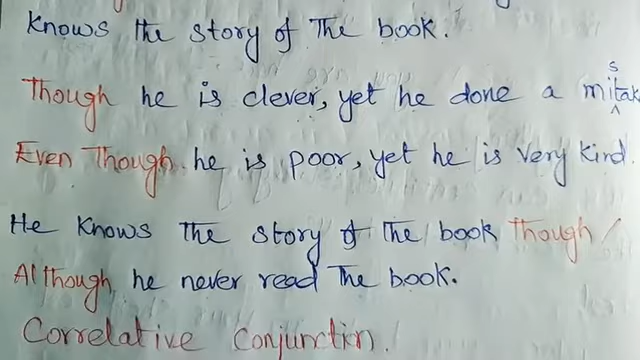 Knows the story of The book.
Though he is clever, yet he done a mistak
Even Though he is poor, yet he is very kind.
He Knows The story of The book though /
Although he never read The book.
Correlative Conjunction.